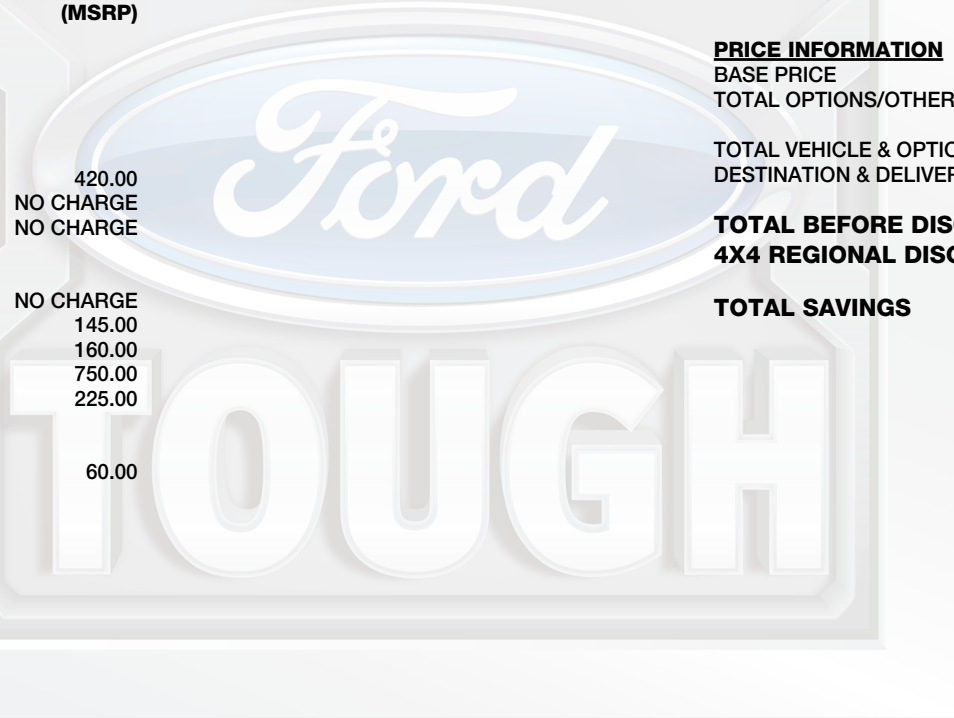 (MSRP)
420.00
NO CHARGE
NO CHARGE
NO CHARGE
145.00
160.00
750.00
225.00
60.00
PRICE INFORMATION
BASE PRICE
TOTAL OPTIONS/OTHER
TOTAL VEHICLE & OPTIO
DESTINATION & DELIVER
TOTAL BEFORE DISC
4X4 REGIONAL DISC
TOTAL SAVINGS
Ford
TOUGH